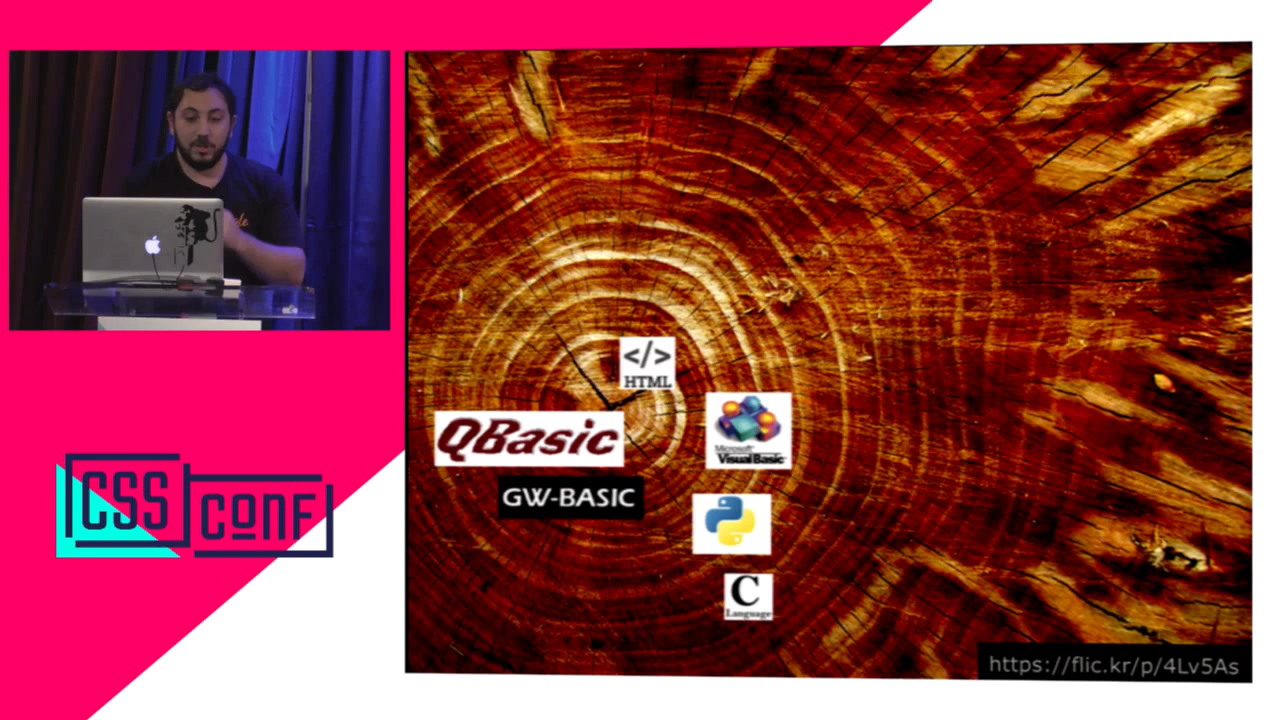 </>
HTML
QBasic
Microsoft
Visual Basic
GW-BASIC
C
Language
https://flic.kr/p/4Lv5As
CSS
CONF